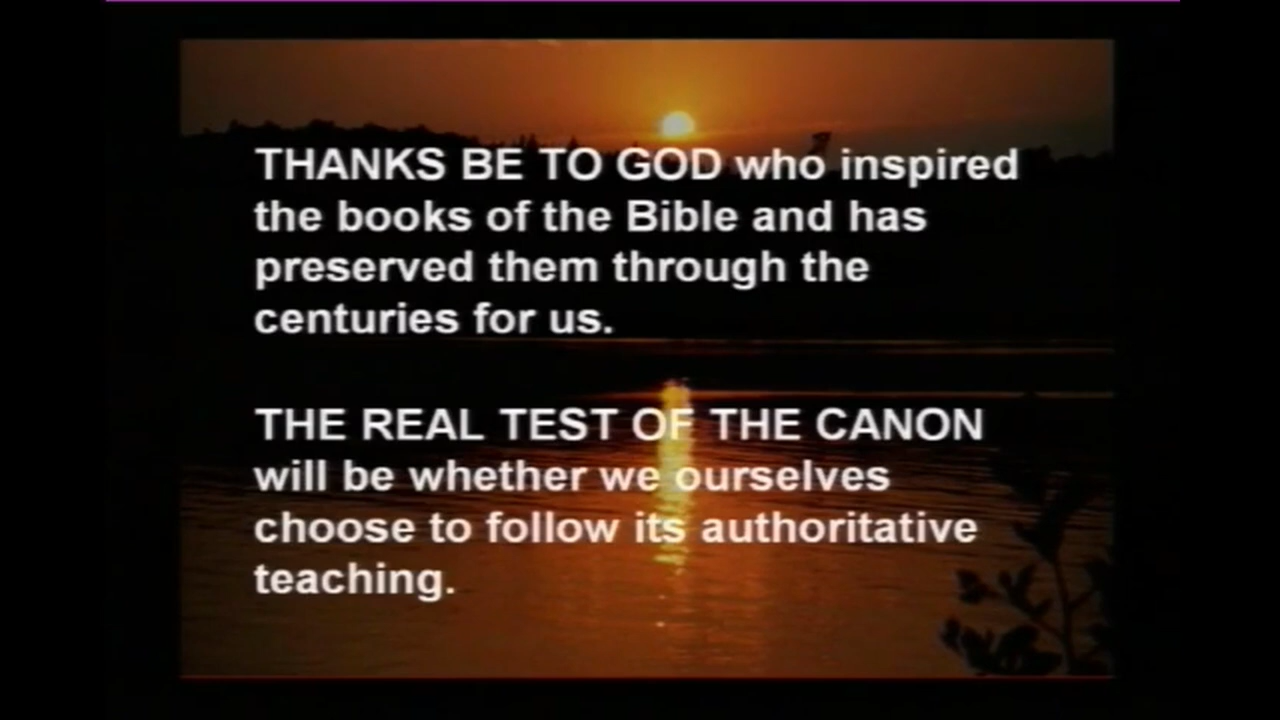 THANKS BE TO GOD who inspired
the books of the Bible and has
preserved them through the
centuries for us.
THE REAL TEST OF THE CANON
will be whether we ourselves
choose to follow its authoritative
teaching.